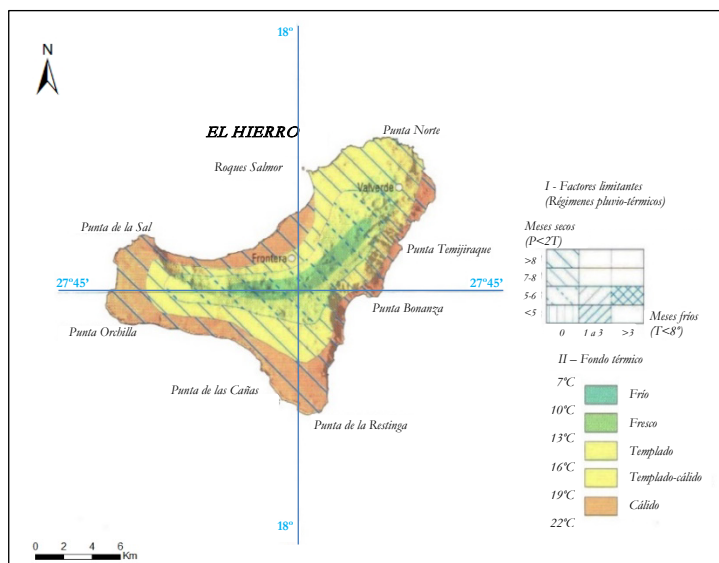 18º
N
EL HIERRO
Punta Norte
Roques Salmor
Valverde
Punta de la Sal
Frontera
Punta Temijiraque
27º45'
27º45'
Punta Bonanza
Punta Orchilla
Punta de las Cañas
Punta de la Restinga
18º
0 2 4 6
Km
I - Factores limitantes
(Régimenes pluvio-térmicos)
Meses secos
(P<2T)
>8
7-8
5-6
<5
0 1 a 3 >3
Meses fríos
(T<8º)
II – Fondo térmico
7ºC
Frío
10ºC
Fresco
13ºC
Templado
16ºC
Templado-cálido
19ºC
Cálido
22ºC